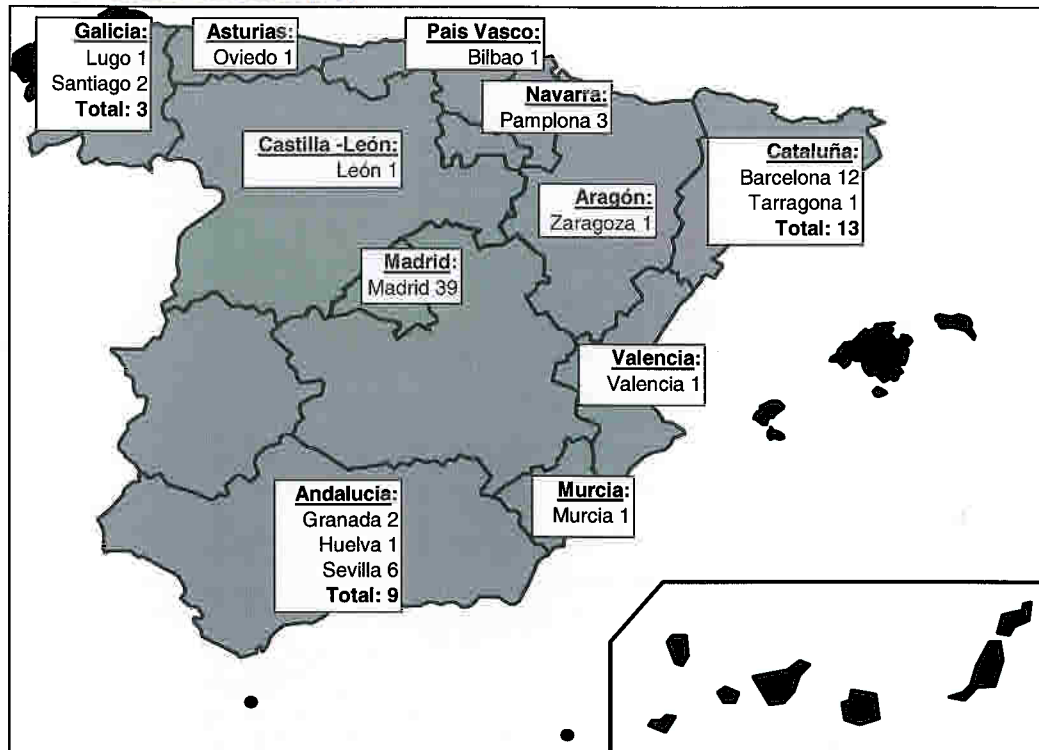 Galicia:
Lugo 1
Santiago 2
Total: 3
Asturias:
Oviedo 1
Pais Vasco:
Bilbao 1
Navarra:
Pamplona 3
Castilla -León:
León 1
Aragón:
Zaragoza 1
Cataluña:
Barcelona 12
Tarragona 1
Total: 13
Madrid:
Madrid 39
Valencia:
Valencia 1
Andalucía:
Granada 2
Huelva 1
Sevilla 6
Total: 9
Murcia:
Murcia 1